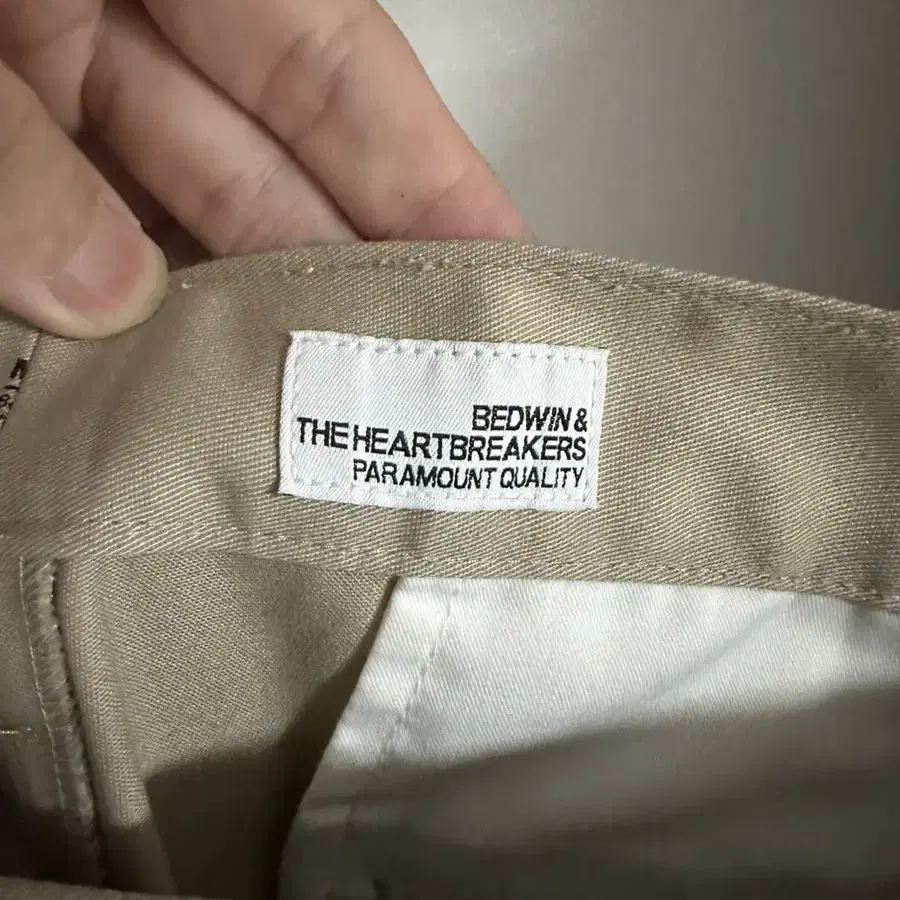 BEDWIN &
THE HEARTBREAKERS
PARAMOUNT QUALITY